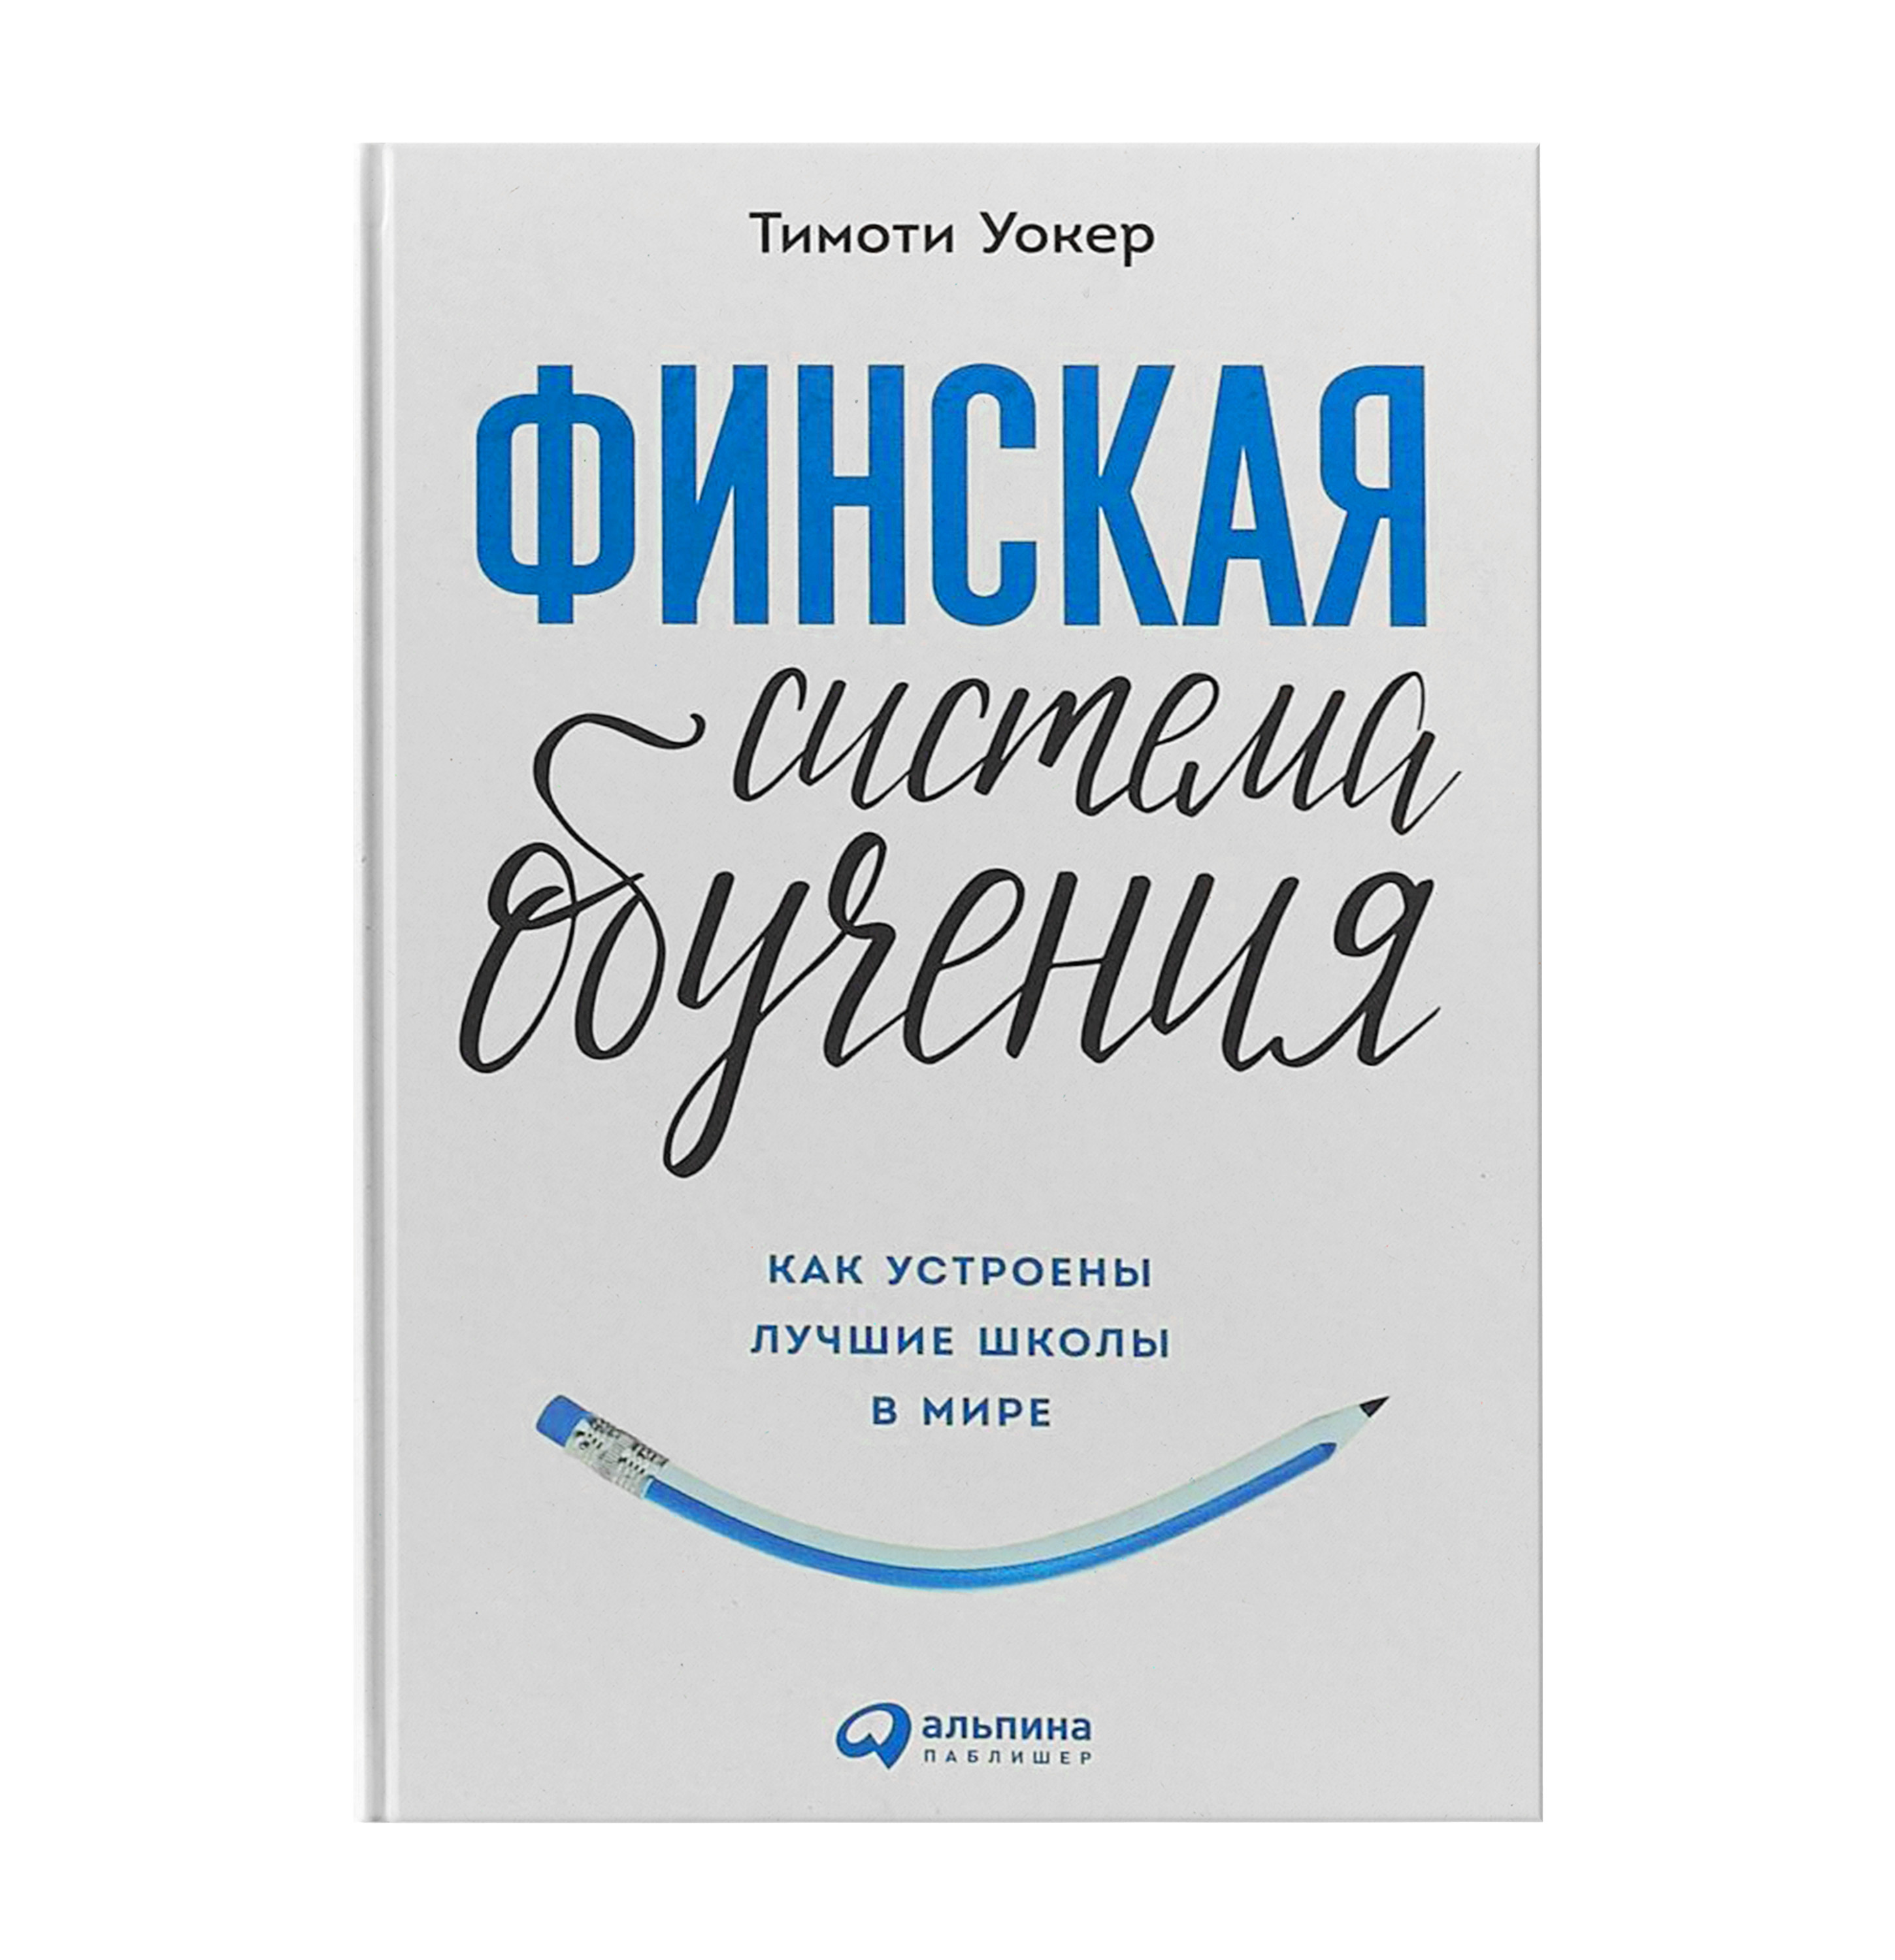 Тимоти Уокер
ФИНСКАЯ
система
обучения
КАК УСТРОЕНЫ
ЛУЧШИЕ ШКОЛЫ
В МИРЕ
альпина
ПАБЛИШЕР